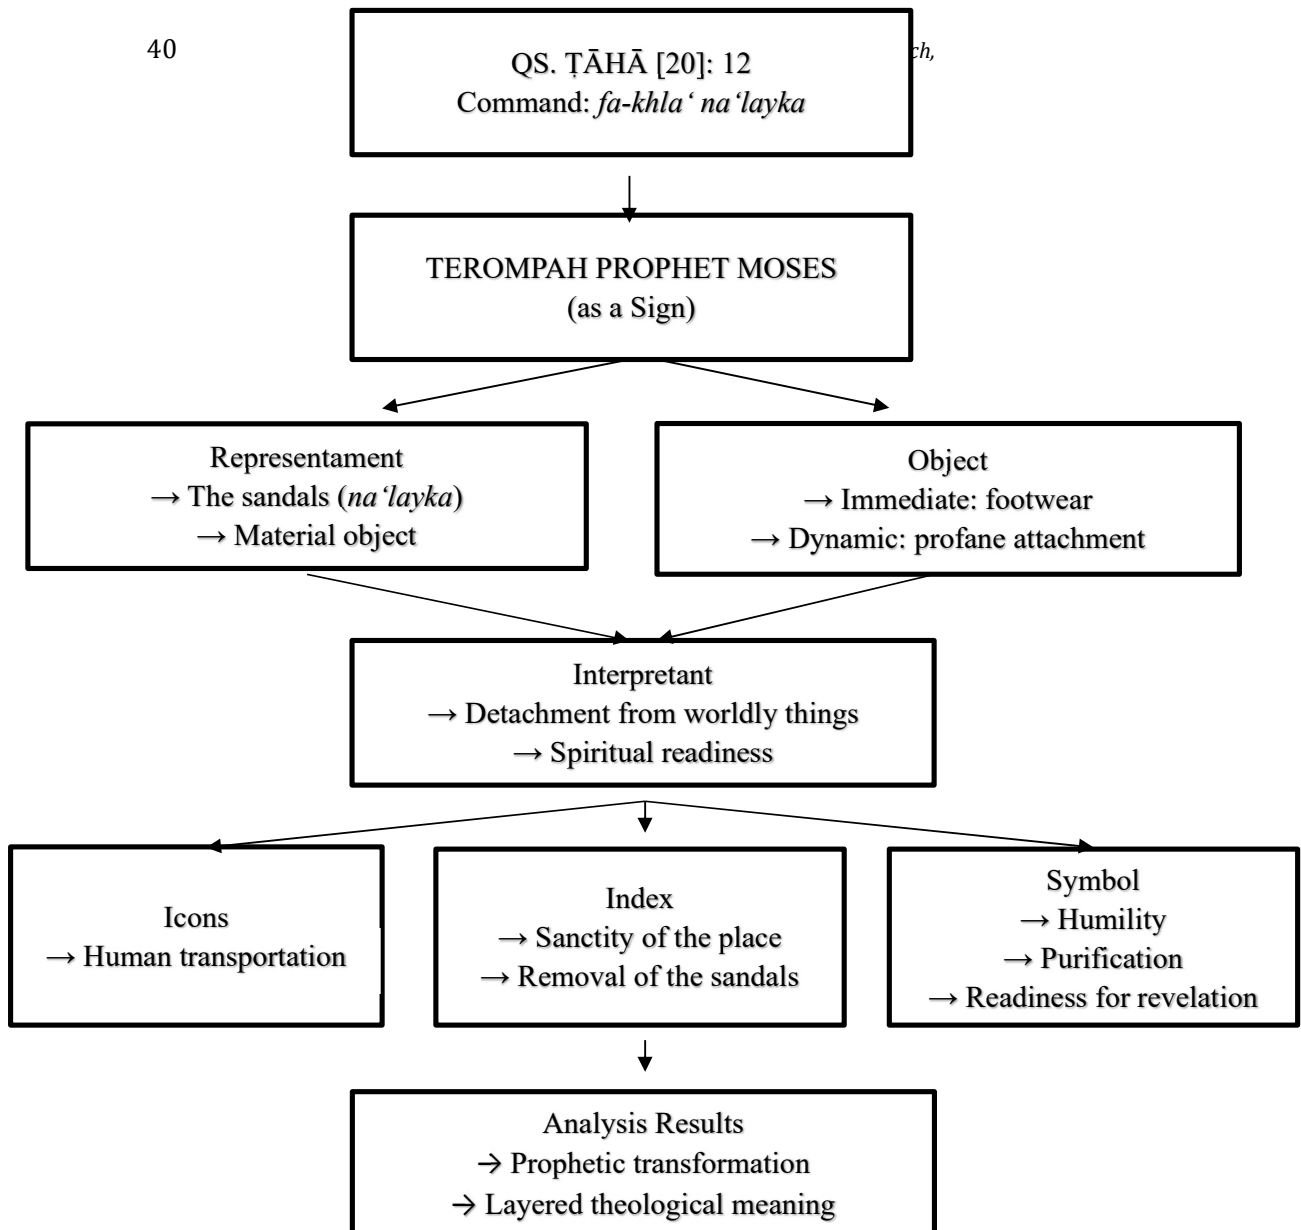 40
QS. ṬĀHĀ [20]: 12
Command: fa-khla‘ na‘layka
TEROMPAH PROPHET MOSES
(as a Sign)
Representament
→ The sandals (na‘layka)
→ Material object
Object
→ Immediate: footwear
→ Dynamic: profane attachment
Interpretant
→ Detachment from worldly things
→ Spiritual readiness
Icons
→ Human transportation
Index
→ Sanctity of the place
→ Removal of the sandals
Symbol
→ Humility
→ Purification
→ Readiness for revelation
Analysis Results
→ Prophetic transformation
→ Layered theological meaning